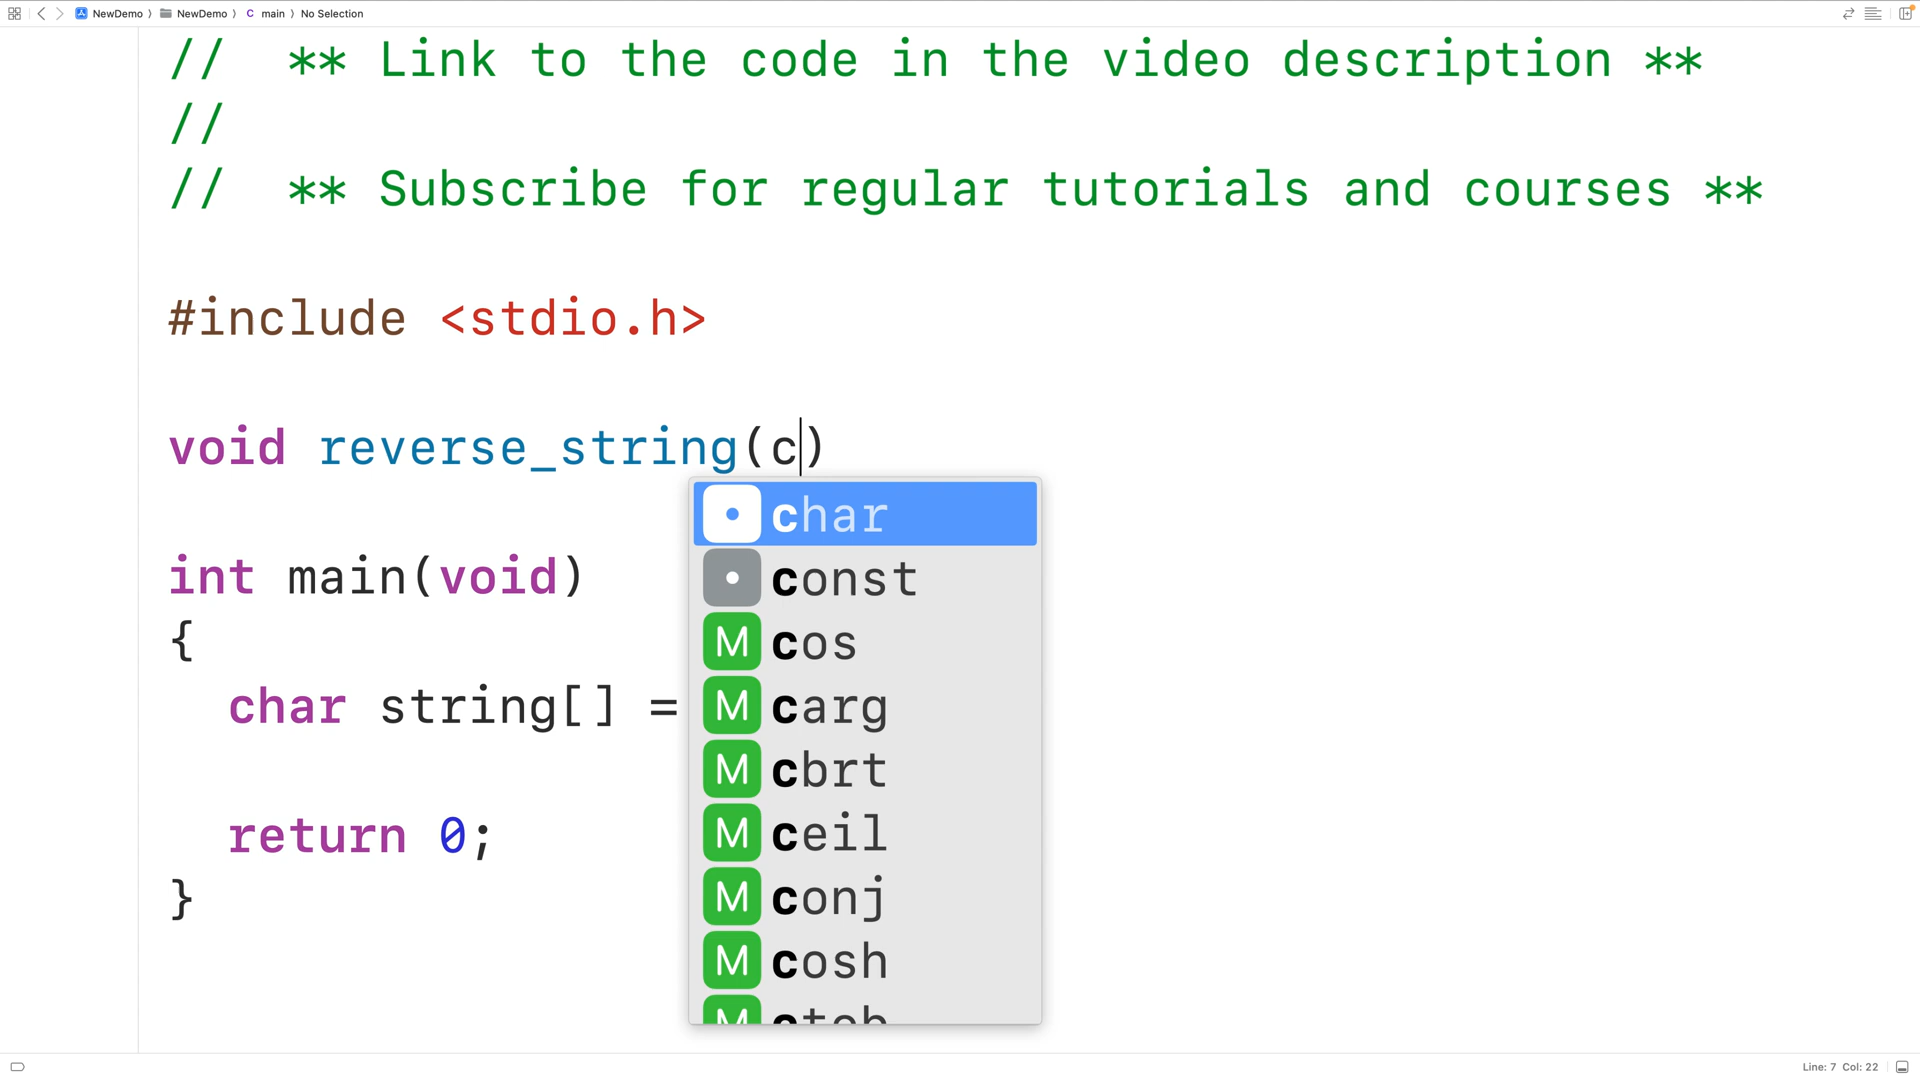 NewDemo 〉 NewDemo 〉 C main 〉 No Selection
// ** Link to the code in the video description **
//
// ** Subscribe for regular tutorials and courses **
#include <stdio.h>
void reverse_string(c)
char
const
int main(void)
cos
{
char string[] =
carg
cbrt
return 0;
ceil
}
conj
cosh
Line: 7 Col: 22